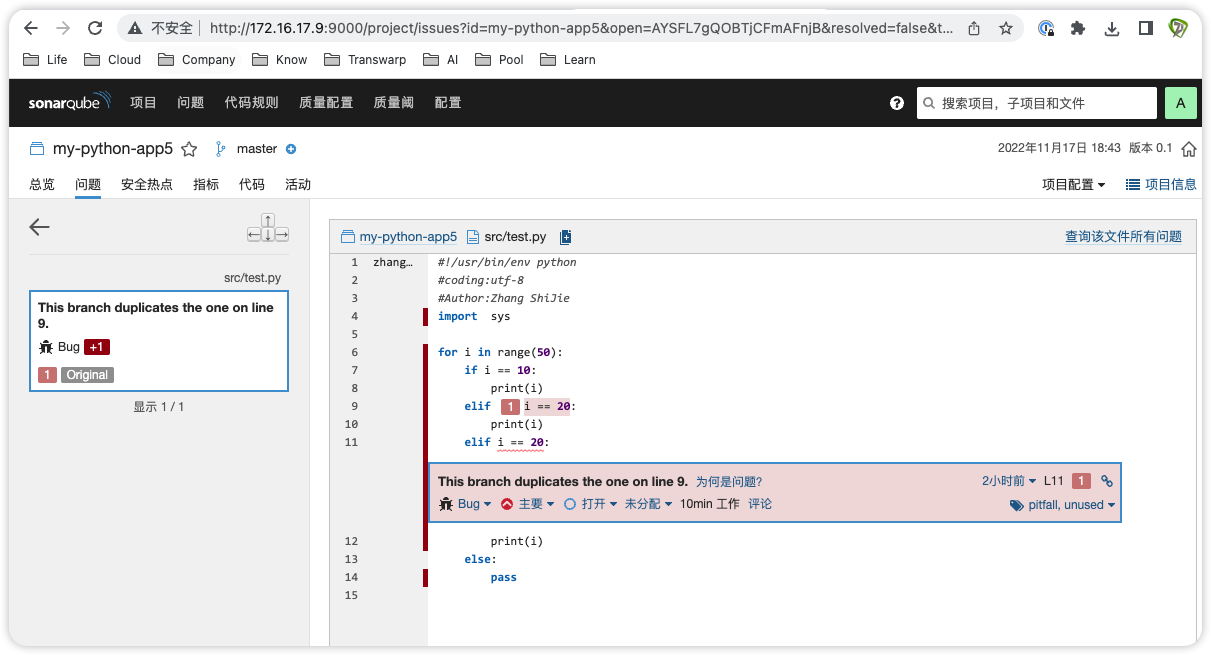 不安全 http://172.16.17.9:9000/project/issues?id=my-python-app5&open=AYSFL7gQOBTjCFmAFnjB&resolved=false&t...
Life Cloud Company Know Transwarp AI Pool Learn
sonarqube 项目 问题 代码规则 质量配置 质量阈 配置 ? 搜索项目，子项目和文件 A
my-python-app5 master 2022年11月17日 18:43 版本 0.1
总览 问题 安全热点 指标 代码 活动 项目配置 项目信息
my-python-app5 src/test.py 查询该文件所有问题
src/test.py
This branch duplicates the one on line
9.
Bug +1
1 Original
显示 1 / 1
1 zhang… #!/usr/bin/env python
2 #coding:utf-8
3 #Author:Zhang ShiJie
4 import sys
5
6 for i in range(50):
7 if i == 10:
8 print(i)
9 elif 1 i == 20:
10 print(i)
11 elif i == 20:
This branch duplicates the one on line 9. 为何是问题? 2小时前 L11 1
Bug 主要 打开 未分配 10min 工作 评论 pitfall, unused
12 print(i)
13 else:
14 pass
15